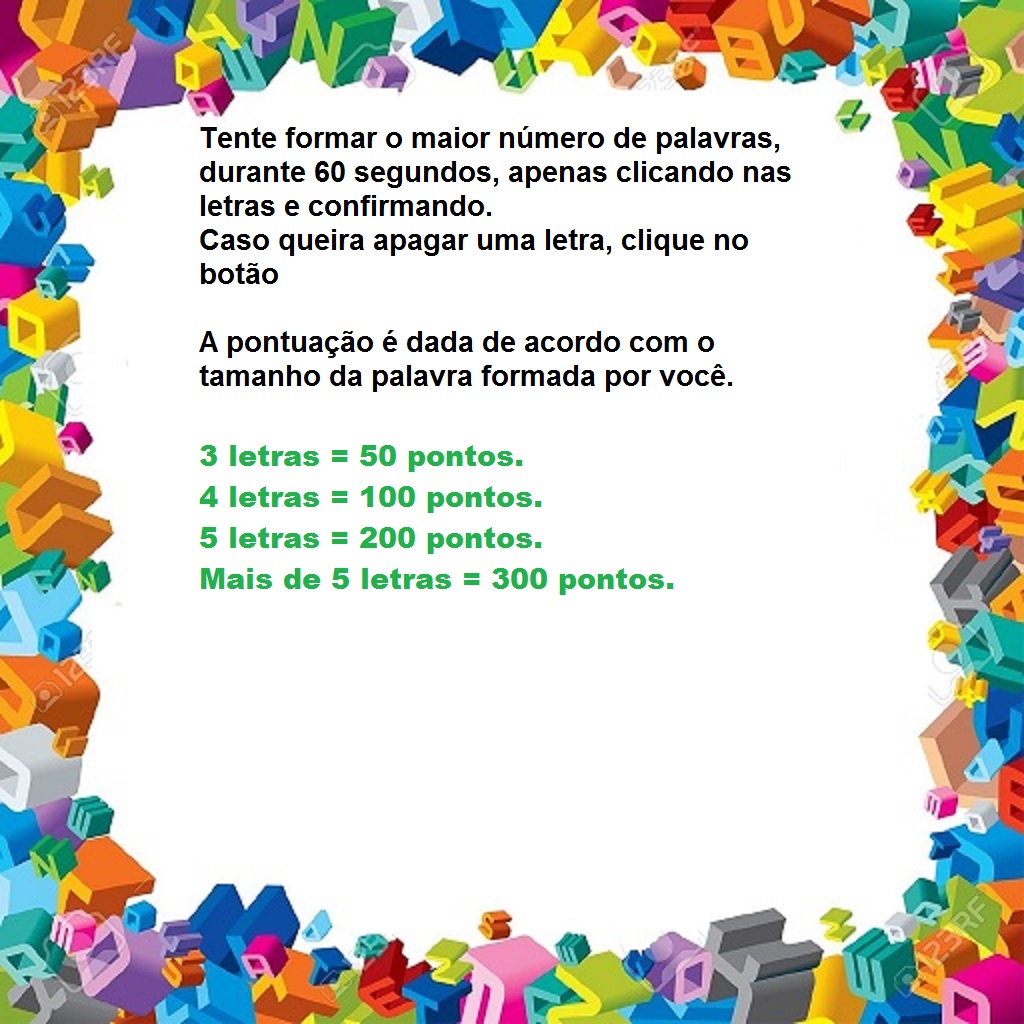 Tente formar o maior número de palavras,
durante 60 segundos, apenas clicando nas
letras e confirmando.
Caso queira apagar uma letra, clique no
botão
A pontuação é dada de acordo com o
tamanho da palavra formada por você.
3 letras = 50 pontos.
4 letras = 100 pontos.
5 letras = 200 pontos.
Mais de 5 letras = 300 pontos.